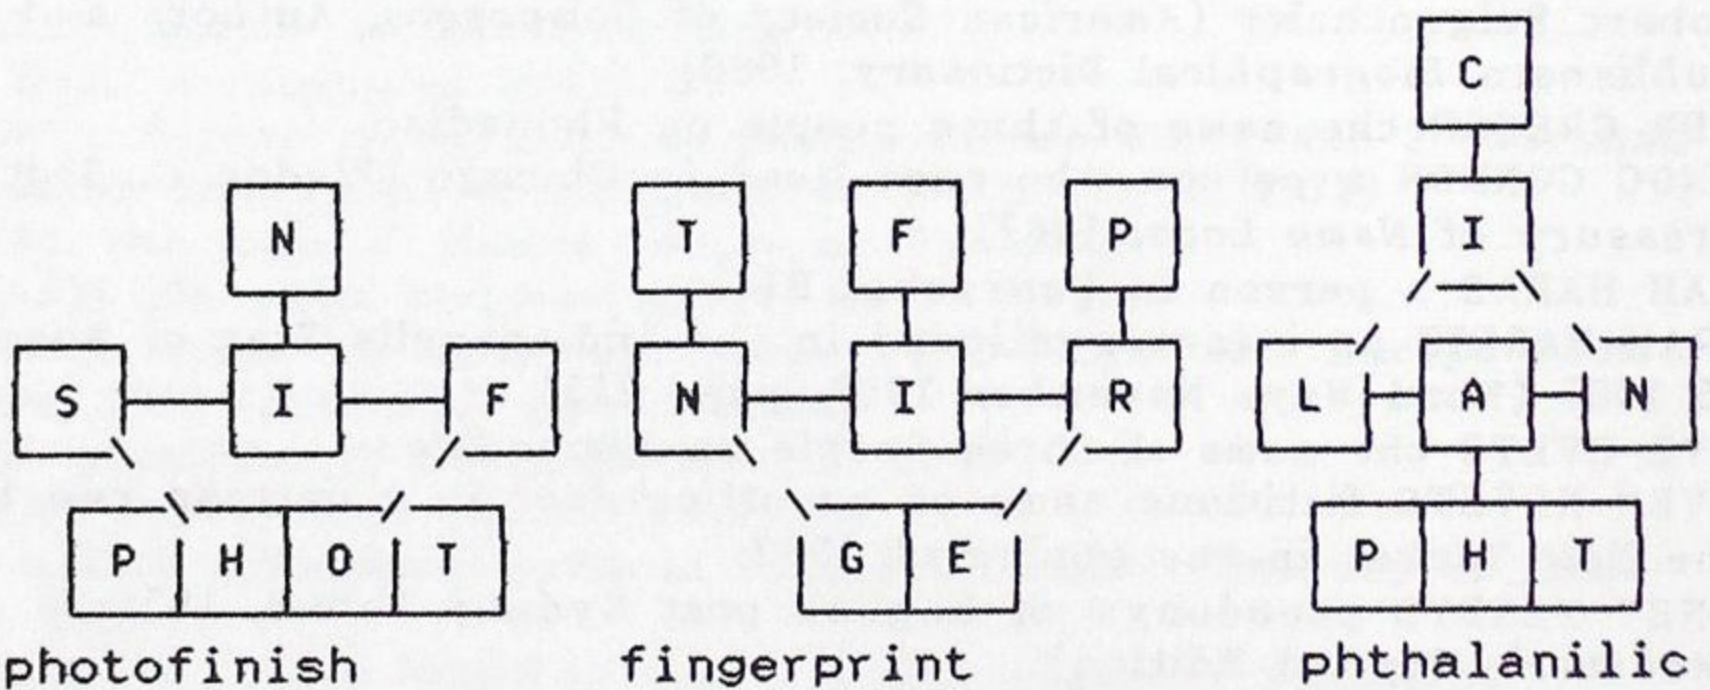 C
N T F P I
S I F N I R L A N
P H O T G E P H T
photofinish fingerprint phthalanilic